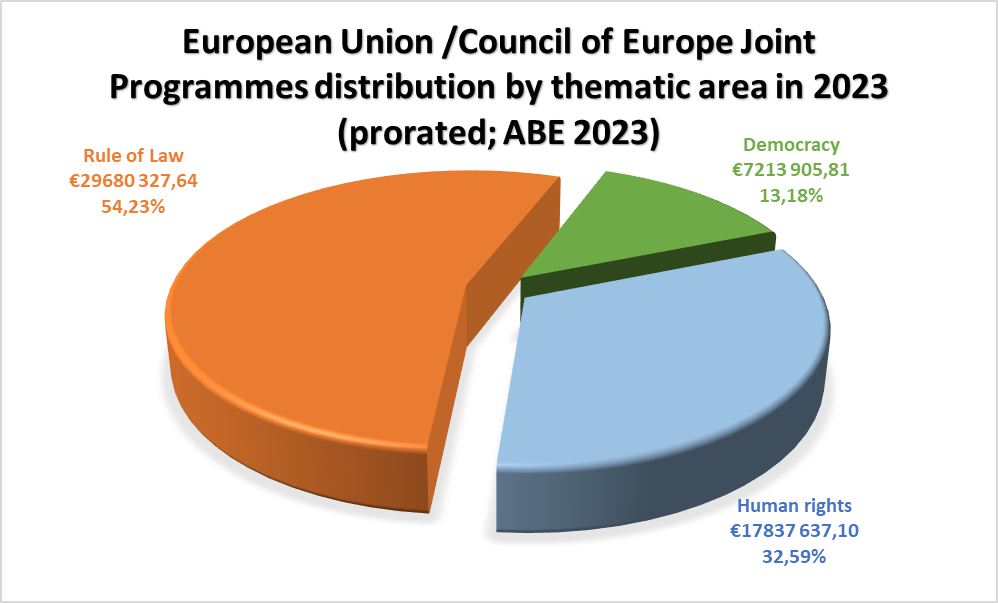 European Union /Council of Europe Joint
Programmes distribution by thematic area in 2023
(prorated; ABE 2023)
Rule of Law
€29680 327,64
54,23%
Democracy
€7213 905,81
13,18%
Human rights
€17837 637,10
32,59%